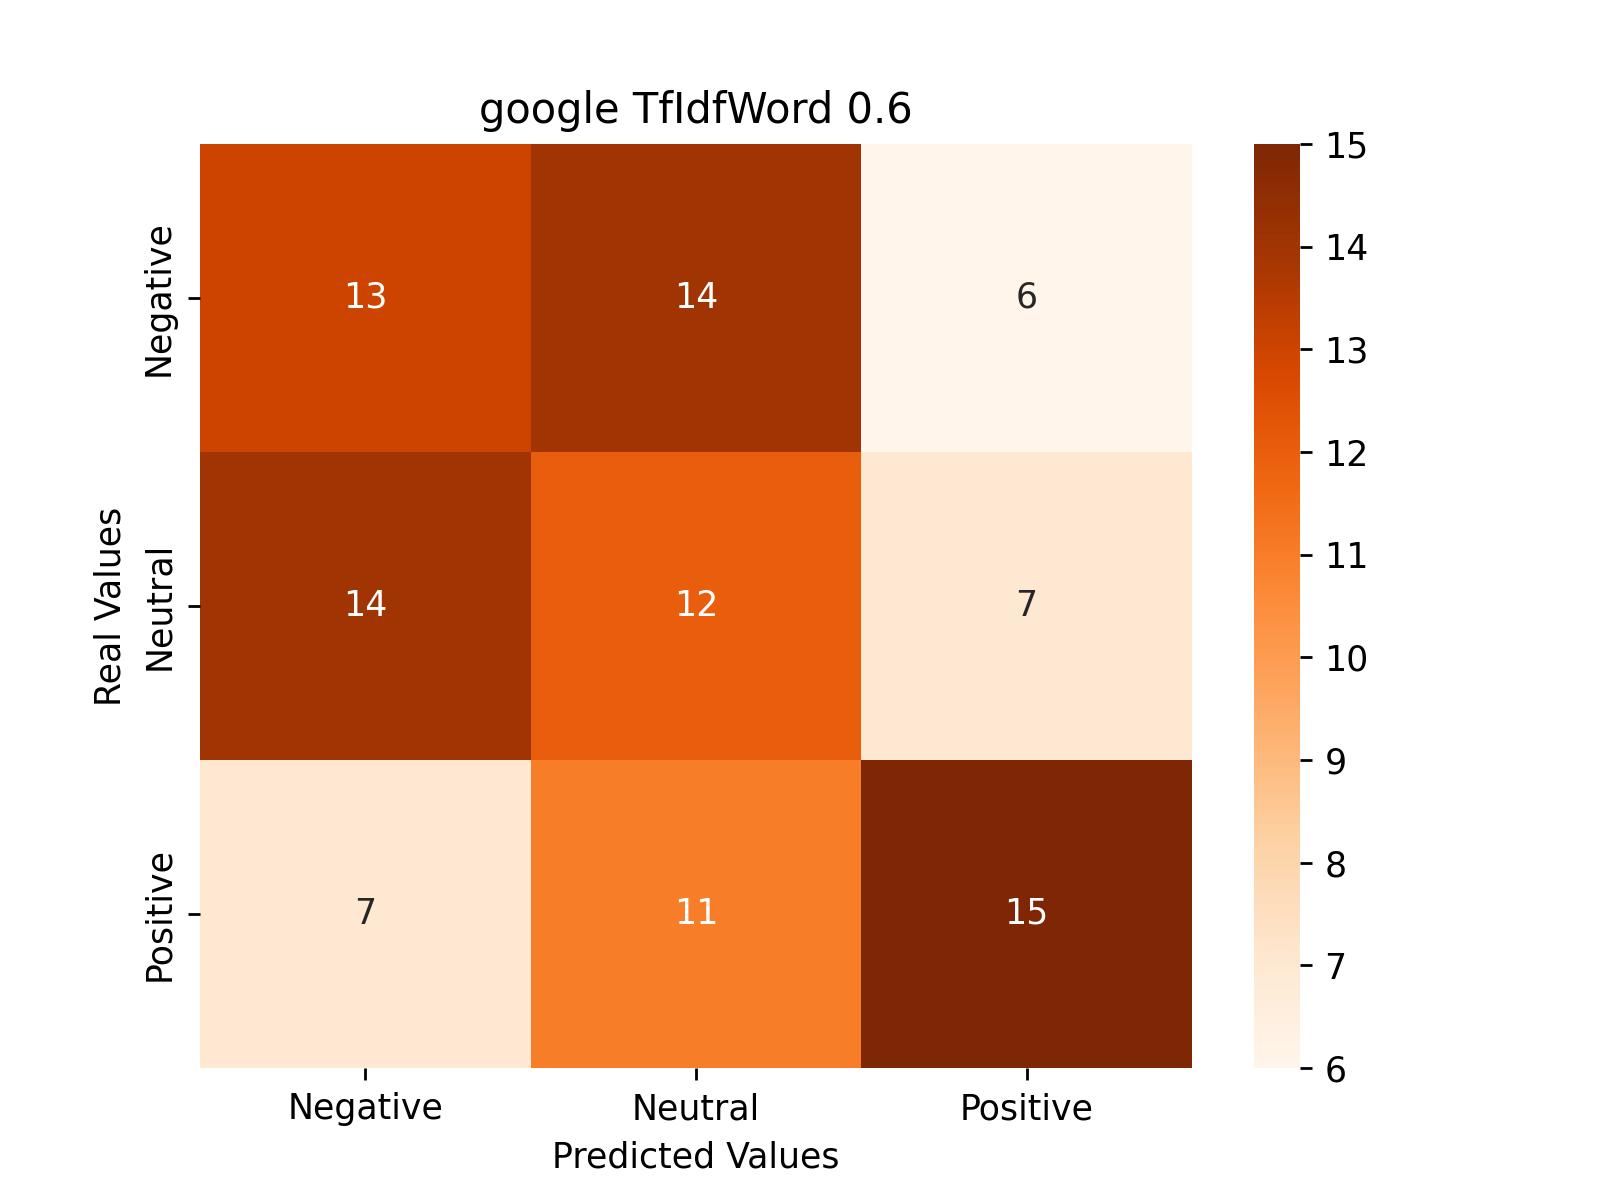 google TfIdfWord 0.6
Real Values
Negative
Neutral
Positive
13 14 6
14 12 7
7 11 15
Negative Neutral Positive
Predicted Values
15
14
13
12
11
10
9
8
7
6